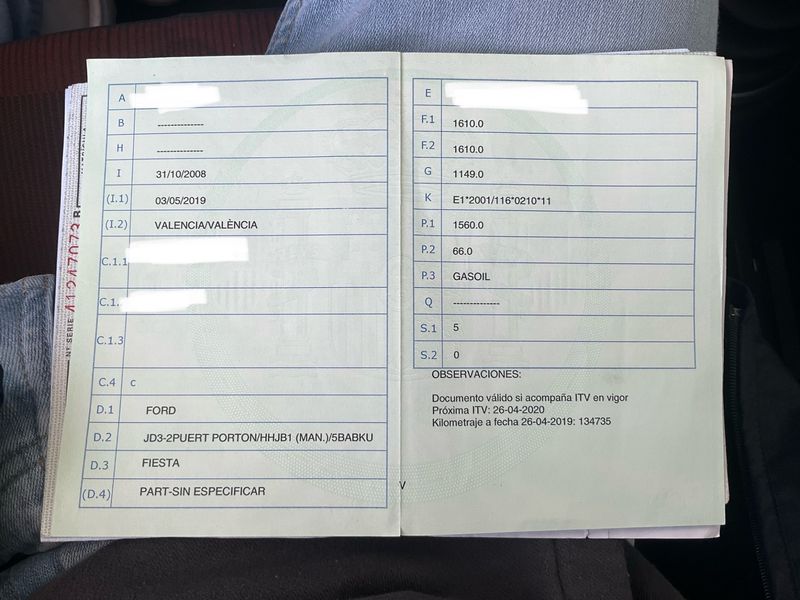 A
B --------------
H --------------
I 31/10/2008
(I.1) 03/05/2019
(I.2) VALENCIA/VALÈNCIA
C.1.1
C.1.
C.1.3
C.4 c
D.1 FORD
D.2 JD3-2PUERT PORTON/HHJB1 (MAN.)/5BABKU
D.3 FIESTA
(D.4) PART-SIN ESPECIFICAR
Nº SERIE
E
F.1 1610.0
F.2 1610.0
G 1149.0
K E1*2001/116*0210*11
P.1 1560.0
P.2 66.0
P.3 GASOIL
Q --------------
S.1 5
S.2 0
OBSERVACIONES:
Documento válido si acompaña ITV en vigor
Próxima ITV: 26-04-2020
Kilometraje a fecha 26-04-2019: 134735
V